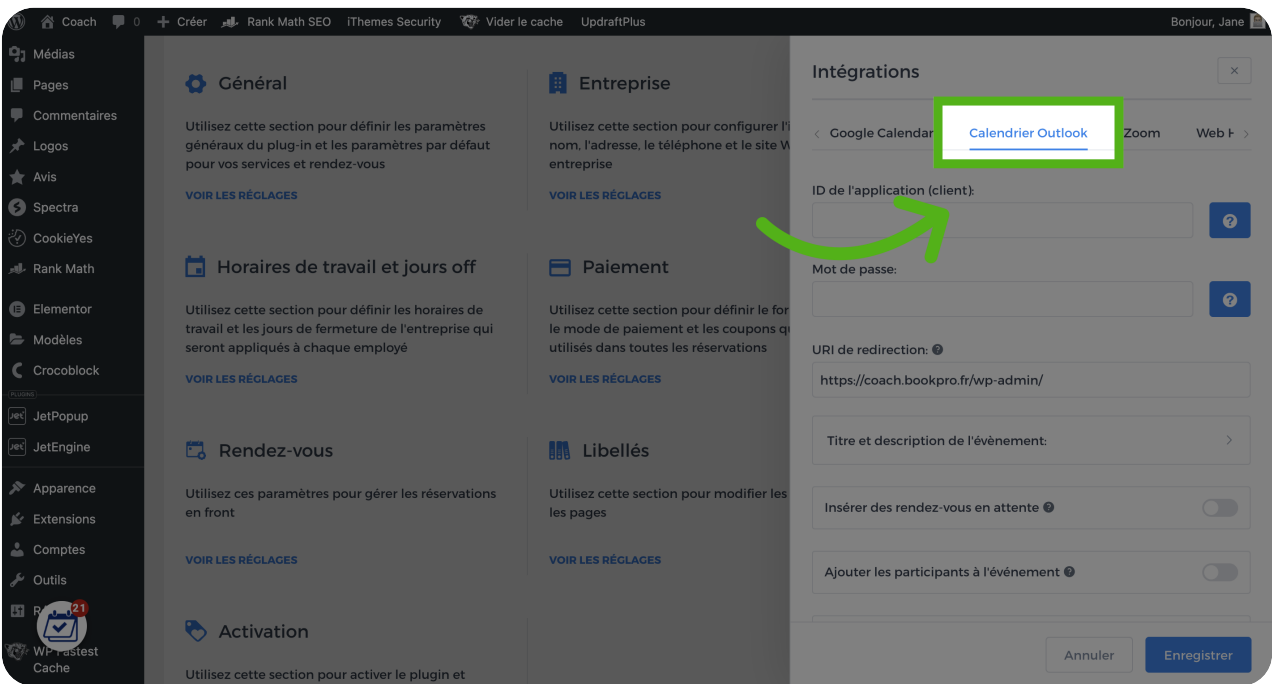 Coach
0
Créer
Rank Math SEO
iThemes Security
Vider le cache
UpdraftPlus
Bonjour, Jane
Médias
Pages
Commentaires
Logos
Avis
Spectra
CookieYes
Rank Math
Elementor
Modèles
Crocoblock
PLUGINS
JetPopup
JetEngine
Apparence
Extensions
Comptes
Outils
21
WP Fastest
Cache
Général
Utilisez cette section pour définir les paramètres
généraux du plug-in et les paramètres par défaut
pour vos services et rendez-vous
VOIR LES RÉGLAGES
Entreprise
Utilisez cette section pour configurer l'i
nom, l'adresse, le téléphone et le site W
entreprise
VOIR LES RÉGLAGES
Horaires de travail et jours off
Utilisez cette section pour définir les horaires de
travail et les jours de fermeture de l'entreprise qui
seront appliqués à chaque employé
VOIR LES RÉGLAGES
Paiement
Utilisez cette section pour définir le for
le mode de paiement et les coupons qu
utilisés dans toutes les réservations
VOIR LES RÉGLAGES
Rendez-vous
Utilisez ces paramètres pour gérer les réservations
en front
VOIR LES RÉGLAGES
Libellés
Utilisez cette section pour modifier les
les pages
VOIR LES RÉGLAGES
Activation
Utilisez cette section pour activer le plugin et
Intégrations
Google Calendar
Calendrier Outlook
Zoom
Web H
ID de l'application (client):
Mot de passe:
URI de redirection:
https://coach.bookpro.fr/wp-admin/
Titre et description de l'évènement:
Insérer des rendez-vous en attente
Ajouter les participants à l'événement
Annuler
Enregistrer